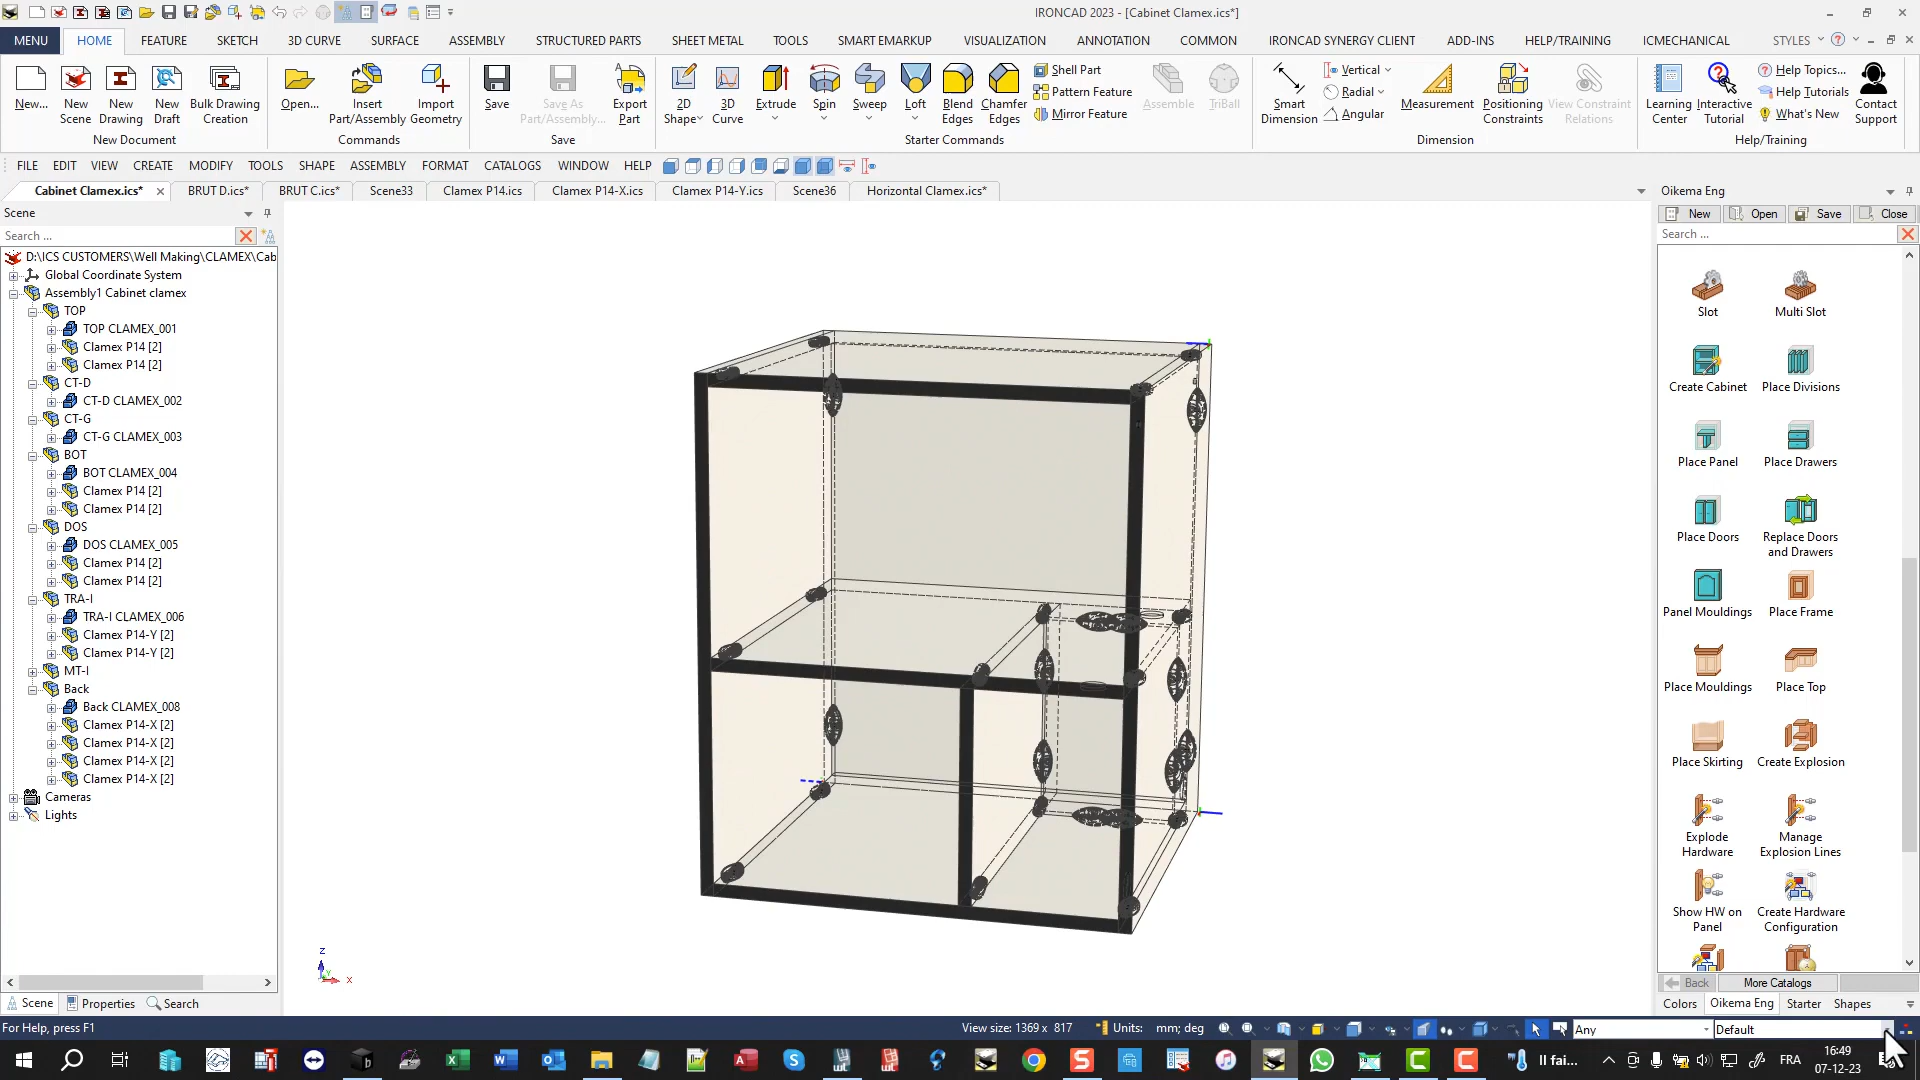 IRONCAD 2023 - [Cabinet Clamex.ics*]
MENU HOME FEATURE SKETCH 3D CURVE SURFACE ASSEMBLY STRUCTURED PARTS SHEET METAL TOOLS SMART EMARKUP VISUALIZATION ANNOTATION COMMON IRONCAD SYNERGY CLIENT ADD-INS HELP/TRAINING ICMECHANICAL STYLES
New... New Scene New Drawing New Draft Bulk Drawing Creation
New Document
Open... Insert Part/Assembly Import Geometry
Commands
Save Save As Part/Assembly... Export Part
Save
2D Shape 3D Curve Extrude Spin Sweep Loft Blend Edges Chamfer Edges
Shell Part
Pattern Feature
Mirror Feature
Assemble TriBall
Starter Commands
Smart Dimension
Vertical
Radial
Angular
Measurement Positioning Constraints View Constraint Relations
Dimension
Learning Center Interactive Tutorial
Help Topics...
Help Tutorials
What's New
Contact Support
Help/Training
FILE EDIT VIEW CREATE MODIFY TOOLS SHAPE ASSEMBLY FORMAT CATALOGS WINDOW HELP
Cabinet Clamex.ics* BRUT D.ics* BRUT C.ics* Scene33 Clamex P14.ics Clamex P14-X.ics Clamex P14-Y.ics Scene36 Horizontal Clamex.ics*
Scene
Search ...
D:\ICS CUSTOMERS\Well Making\CLAMEX\Cab
Global Coordinate System
Assembly1 Cabinet clamex
TOP
TOP CLAMEX_001
Clamex P14 [2]
Clamex P14 [2]
CT-D
CT-D CLAMEX_002
CT-G
CT-G CLAMEX_003
BOT
BOT CLAMEX_004
Clamex P14 [2]
Clamex P14 [2]
DOS
DOS CLAMEX_005
Clamex P14 [2]
Clamex P14 [2]
TRA-I
TRA-I CLAMEX_006
Clamex P14-Y [2]
Clamex P14-Y [2]
MT-I
Back
Back CLAMEX_008
Clamex P14-X [2]
Clamex P14-X [2]
Clamex P14-X [2]
Clamex P14-X [2]
Cameras
Lights
Scene Properties Search
Z
Y
X
Oikema Eng
New Open Save Close
Search ...
Slot Multi Slot
Create Cabinet Place Divisions
Place Panel Place Drawers
Place Doors Replace Doors and Drawers
Panel Mouldings Place Frame
Place Mouldings Place Top
Place Skirting Create Explosion
Explode Hardware Manage Explosion Lines
Show HW on Panel Create Hardware Configuration
Back More Catalogs
Colors Oikema Eng Starter Shapes
For Help, press F1
View size: 1369 x 817
Units: mm; deg
Any
Default
Il fai...
FRA
16:49
07-12-23